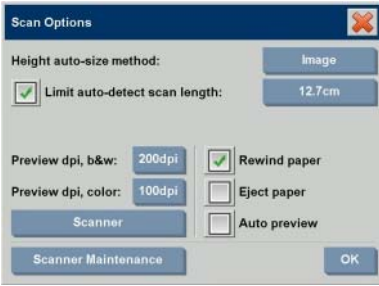 Scan Options
Height auto-size method: Image
Limit auto-detect scan length: 12.7cm
Preview dpi, b&w: 200dpi Rewind paper
Preview dpi, color: 100dpi Eject paper
Scanner Auto preview
Scanner Maintenance OK